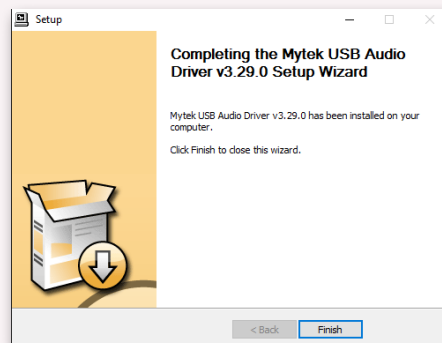 Setup
Completing the Mytek USB Audio
Driver v3.29.0 Setup Wizard
Mytek USB Audio Driver v3.29.0 has been installed on your
computer.
Click Finish to close this wizard.
< Back
Finish